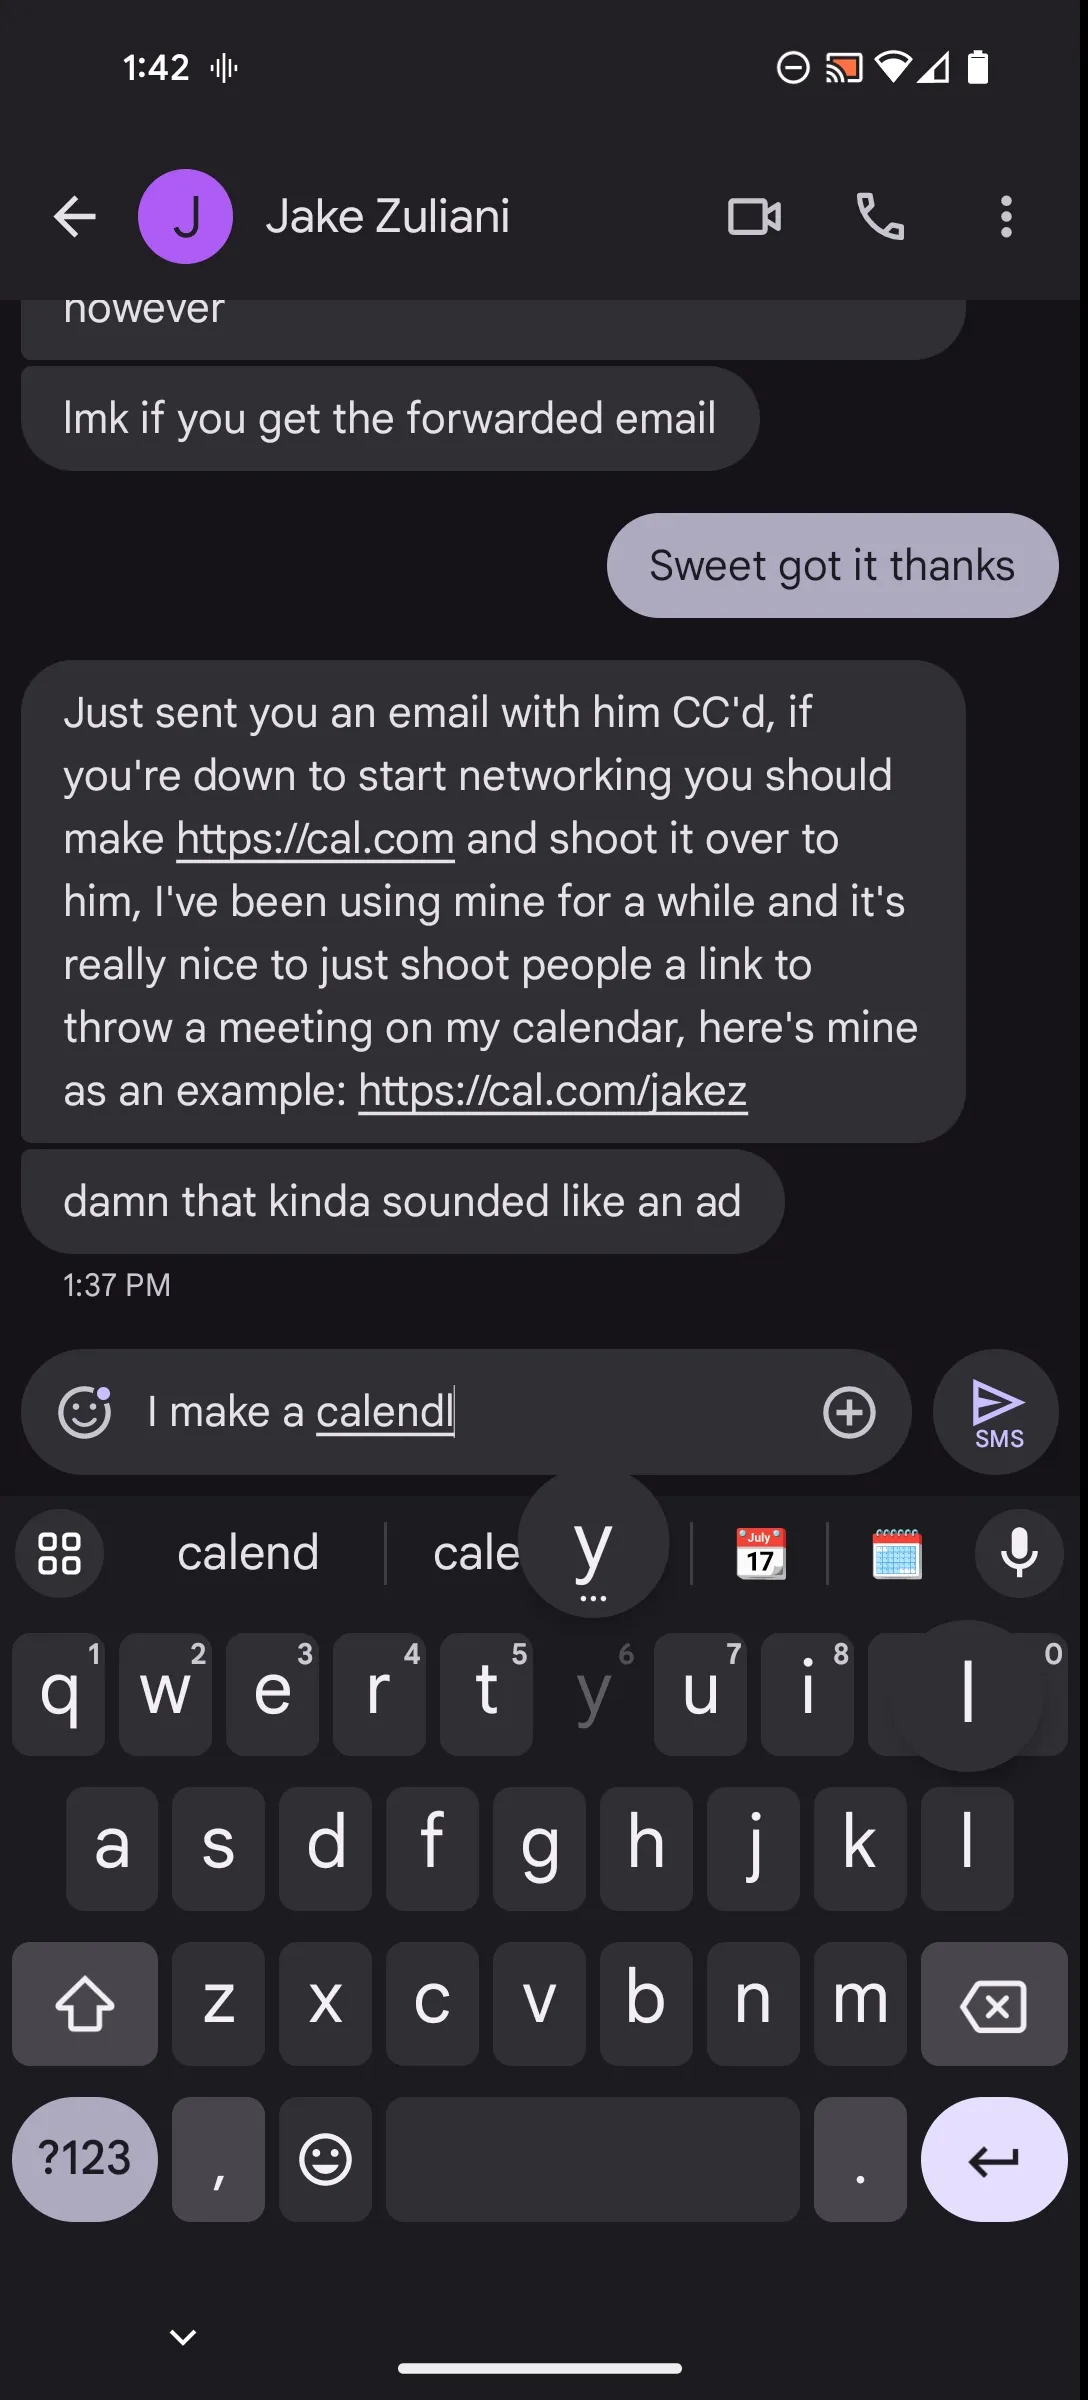 1:42
J
Jake Zuliani
however
lmk if you get the forwarded email
Sweet got it thanks
Just sent you an email with him CC'd, if
you're down to start networking you should
make https://cal.com and shoot it over to
him, I've been using mine for a while and it's
really nice to just shoot people a link to
throw a meeting on my calendar, here's mine
as an example: https://cal.com/jakez
damn that kinda sounded like an ad
1:37 PM
I make a calendl
SMS
calend cale y July 17
...
1 2 3 4 5 6 7 8 0
q w e r t y u i l
a s d f g h j k l
z x c v b n m
?123 , .